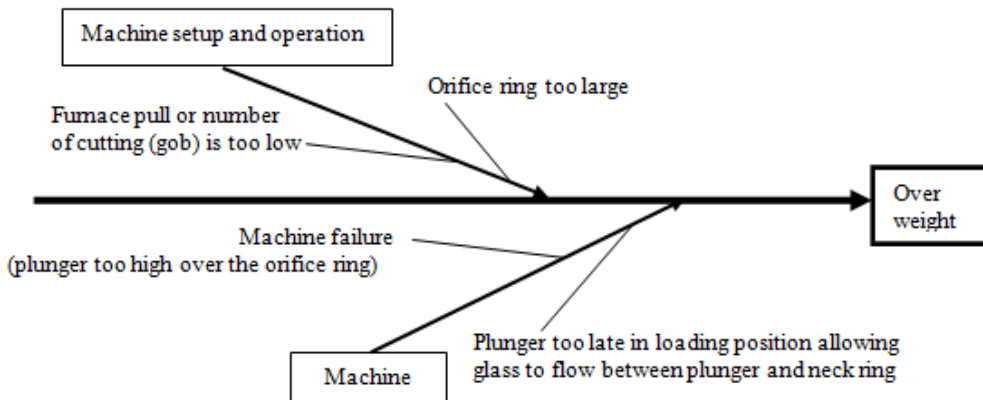 Machine setup and operation
Orifice ring too large
Furnace pull or number
of cutting (gob) is too low
Over
weight
Machine failure
(plunger too high over the orifice ring)
Plunger too late in loading position allowing
glass to flow between plunger and neck ring
Machine